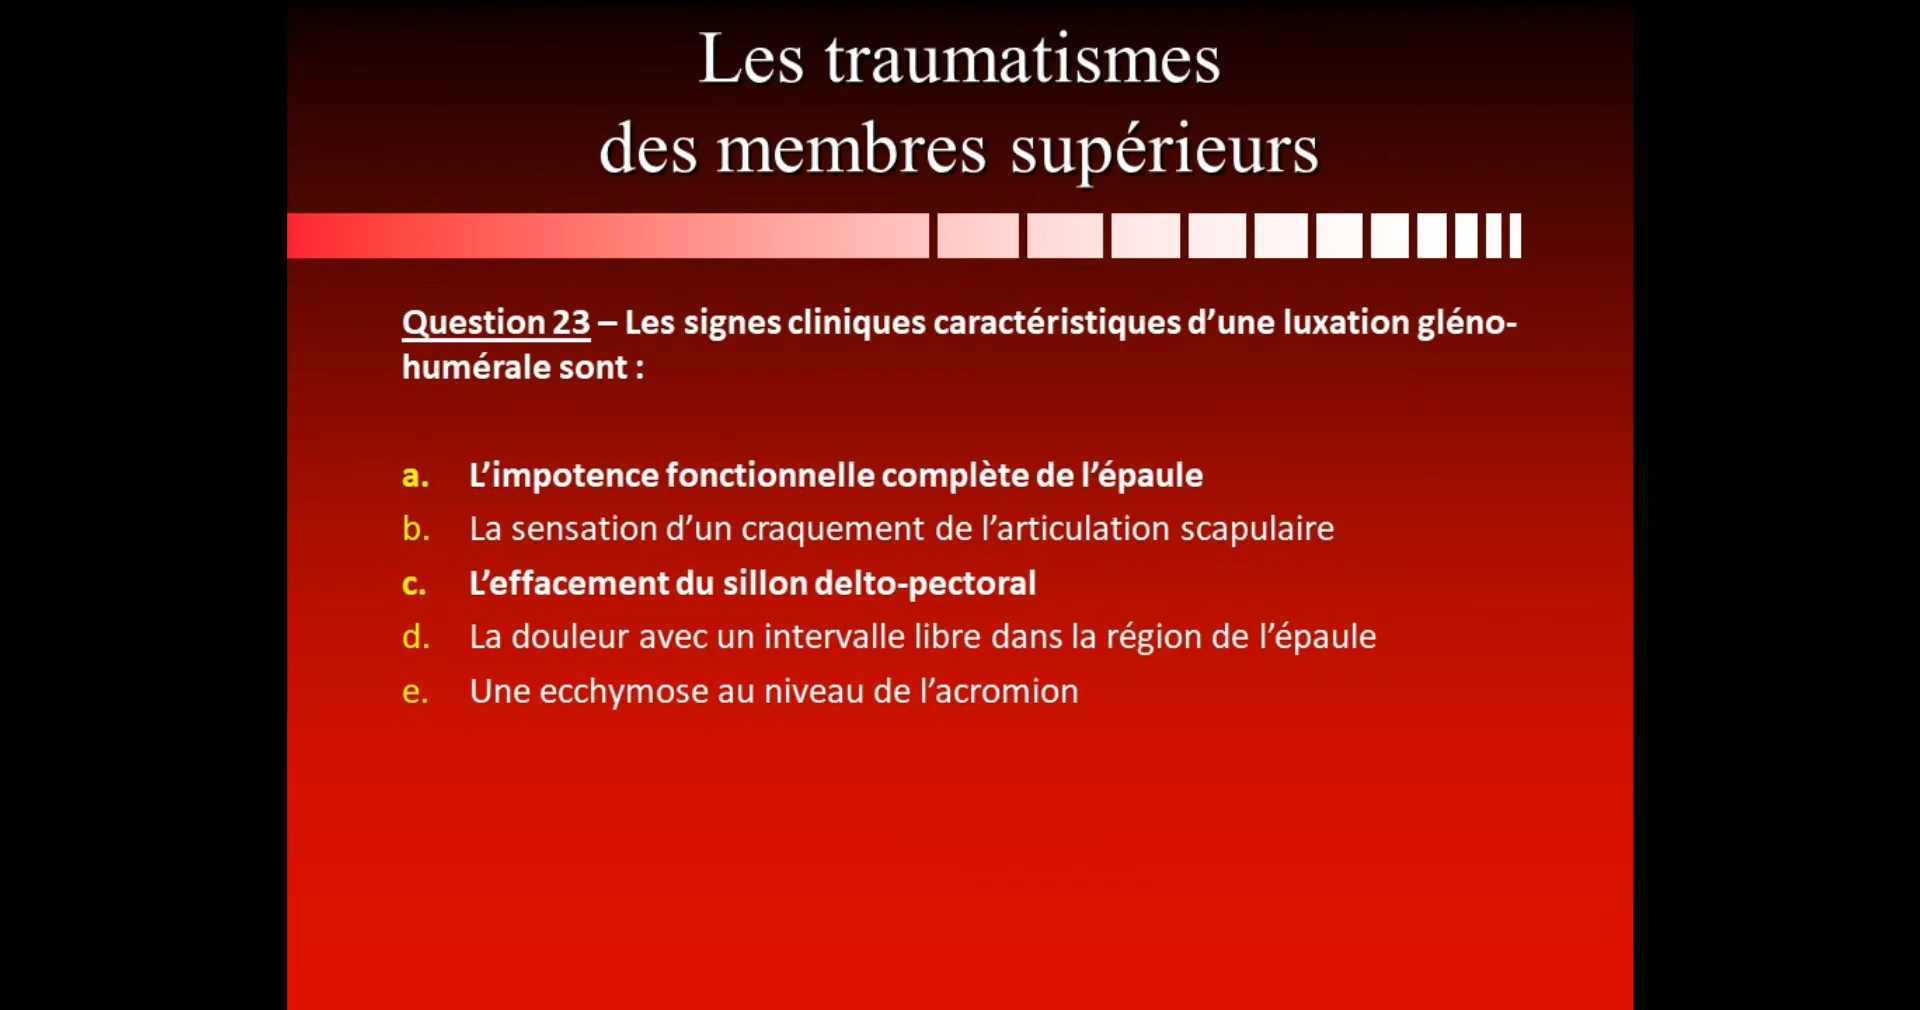 Les traumatismes
des membres supérieurs
Question 23 – Les signes cliniques caractéristiques d’une luxation gléno-
humérale sont :
a. L’impotence fonctionnelle complète de l’épaule
b. La sensation d’un craquement de l’articulation scapulaire
c. L’effacement du sillon delto-pectoral
d. La douleur avec un intervalle libre dans la région de l’épaule
e. Une ecchymose au niveau de l’acromion